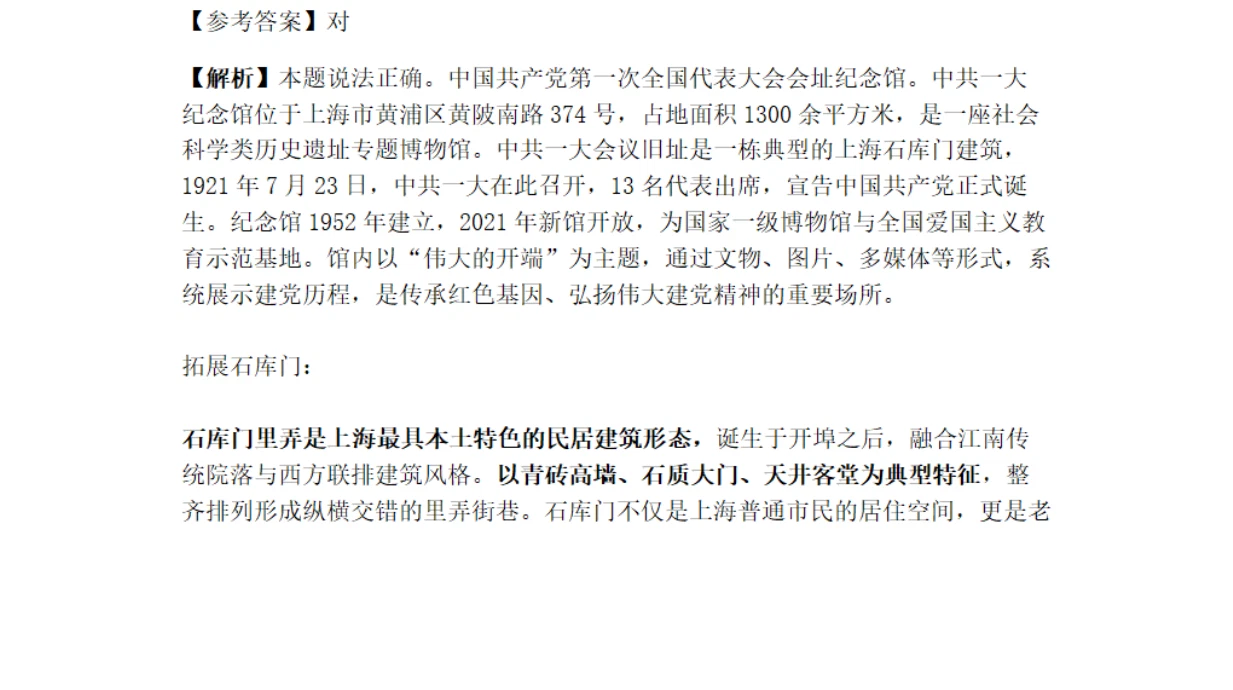 【参考答案】对
【解析】本题说法正确。中国共产党第一次全国代表大会会址纪念馆。中共一大
纪念馆位于上海市黄浦区黄陂南路 374 号，占地面积 1300 余平方米，是一座社会
科学类历史遗址专题博物馆。中共一大会议旧址是一栋典型的上海石库门建筑，
1921 年 7 月 23 日，中共一大在此召开，13 名代表出席，宣告中国共产党正式诞
生。纪念馆 1952 年建立，2021 年新馆开放，为国家一级博物馆与全国爱国主义教
育示范基地。馆内以“伟大的开端”为主题，通过文物、图片、多媒体等形式，系
统展示建党历程，是传承红色基因、弘扬伟大建党精神的重要场所。
拓展石库门：
石库门里弄是上海最具本土特色的民居建筑形态，诞生于开埠之后，融合江南传
统院落与西方联排建筑风格。以青砖高墙、石质大门、天井客堂为典型特征，整
齐排列形成纵横交错的里弄街巷。石库门不仅是上海普通市民的居住空间，更是老